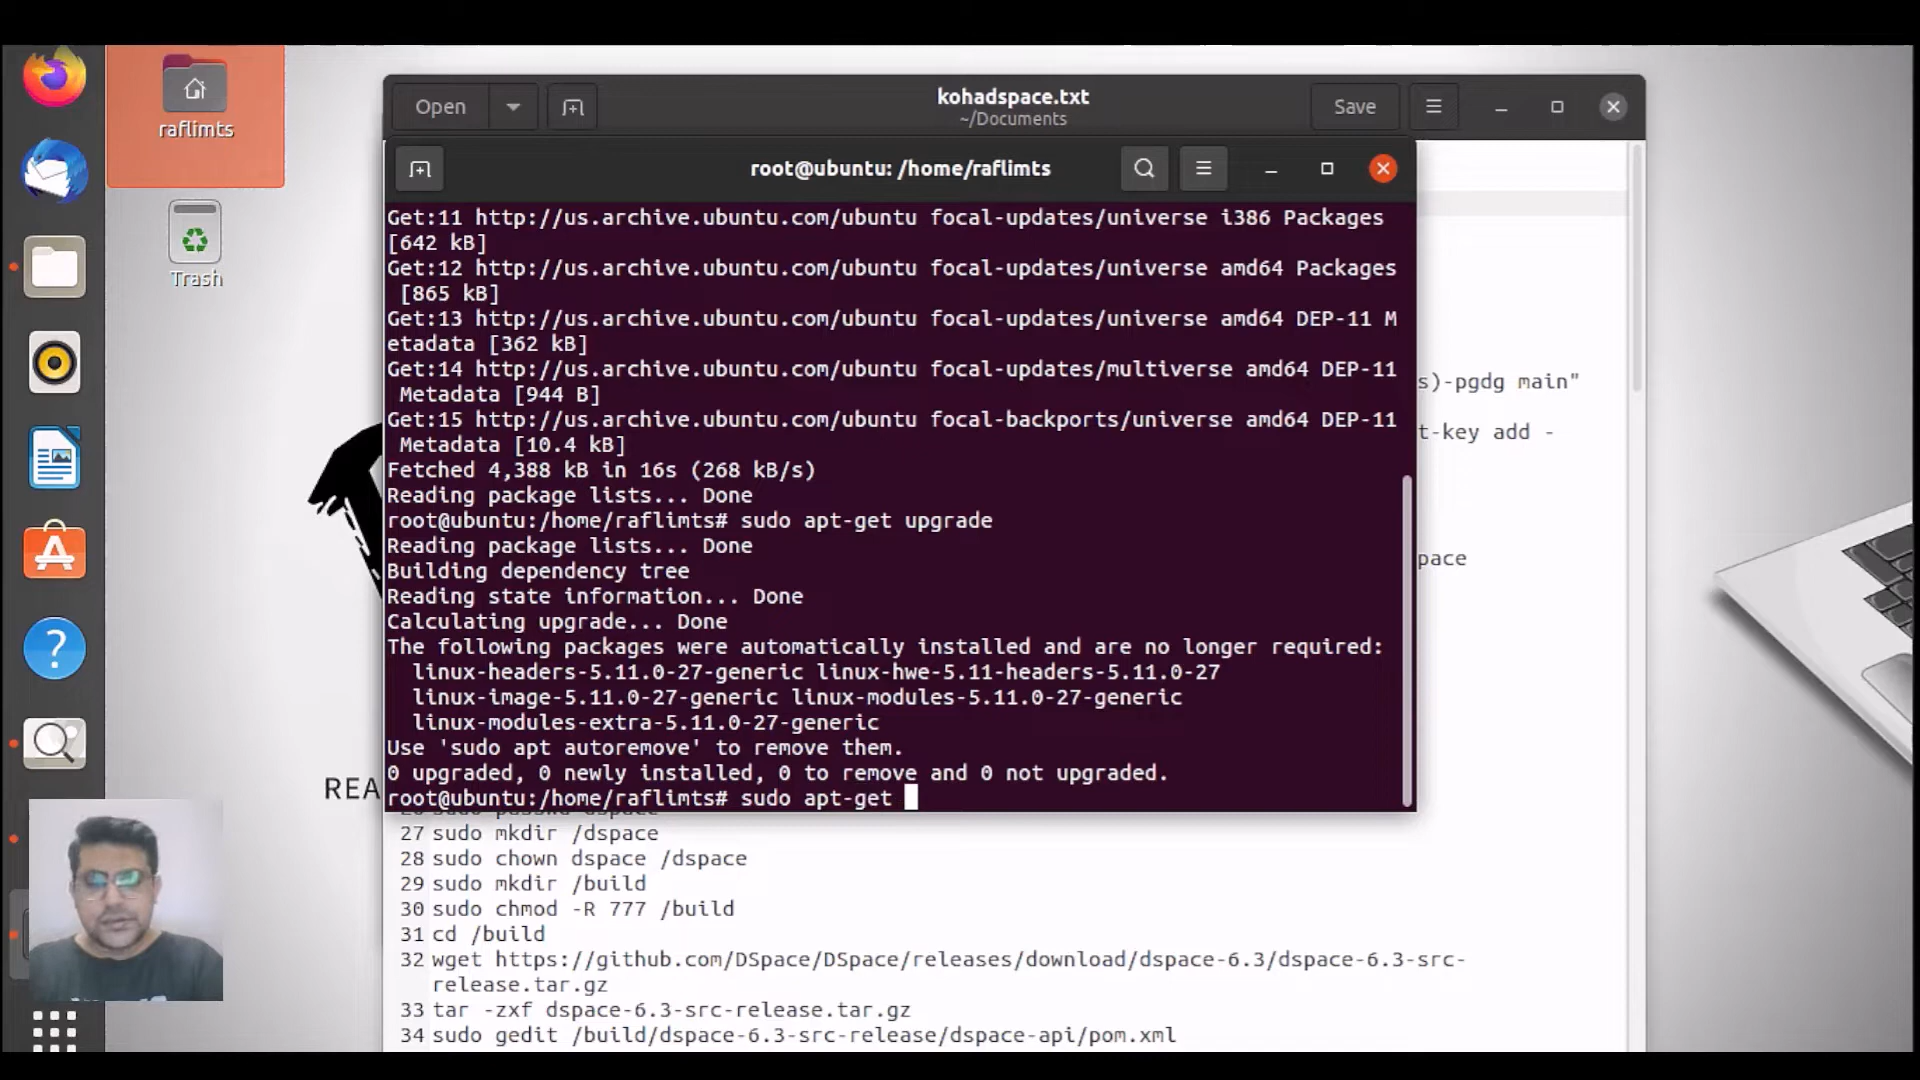 raflimts
Trash
Open
kohadspace.txt
~/Documents
Save
root@ubuntu: /home/raflimts
Get:11 http://us.archive.ubuntu.com/ubuntu focal-updates/universe i386 Packages
[642 kB]
Get:12 http://us.archive.ubuntu.com/ubuntu focal-updates/universe amd64 Packages
[865 kB]
Get:13 http://us.archive.ubuntu.com/ubuntu focal-updates/universe amd64 DEP-11 M
etadata [362 kB]
Get:14 http://us.archive.ubuntu.com/ubuntu focal-updates/multiverse amd64 DEP-11
Metadata [944 B]
Get:15 http://us.archive.ubuntu.com/ubuntu focal-backports/universe amd64 DEP-11
Metadata [10.4 kB]
Fetched 4,388 kB in 16s (268 kB/s)
Reading package lists... Done
root@ubuntu:/home/raflimts# sudo apt-get upgrade
Reading package lists... Done
Building dependency tree
Reading state information... Done
Calculating upgrade... Done
The following packages were automatically installed and are no longer required:
linux-headers-5.11.0-27-generic linux-hwe-5.11-headers-5.11.0-27
linux-image-5.11.0-27-generic linux-modules-5.11.0-27-generic
linux-modules-extra-5.11.0-27-generic
Use 'sudo apt autoremove' to remove them.
0 upgraded, 0 newly installed, 0 to remove and 0 not upgraded.
root@ubuntu:/home/raflimts# sudo apt-get
s)-pgdg main"
t-key add -
pace
REA
27 sudo mkdir /dspace
28 sudo chown dspace /dspace
29 sudo mkdir /build
30 sudo chmod -R 777 /build
31 cd /build
32 wget https://github.com/DSpace/DSpace/releases/download/dspace-6.3/dspace-6.3-src-
release.tar.gz
33 tar -zxf dspace-6.3-src-release.tar.gz
34 sudo gedit /build/dspace-6.3-src-release/dspace-api/pom.xml